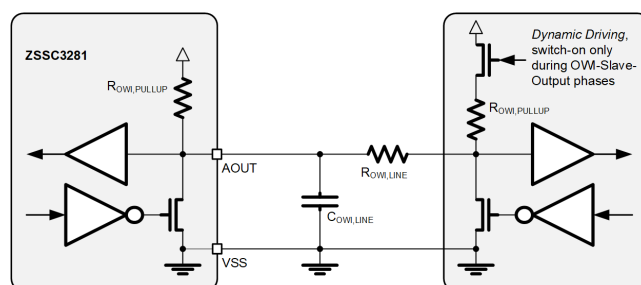 ZSSC3281
Dynamic Driving,
switch-on only
during OWI-Slave-
Output phases
ROWI,PULLUP
ROWI,PULLUP
AOUT
ROWI,LINE
COWI,LINE
VSS